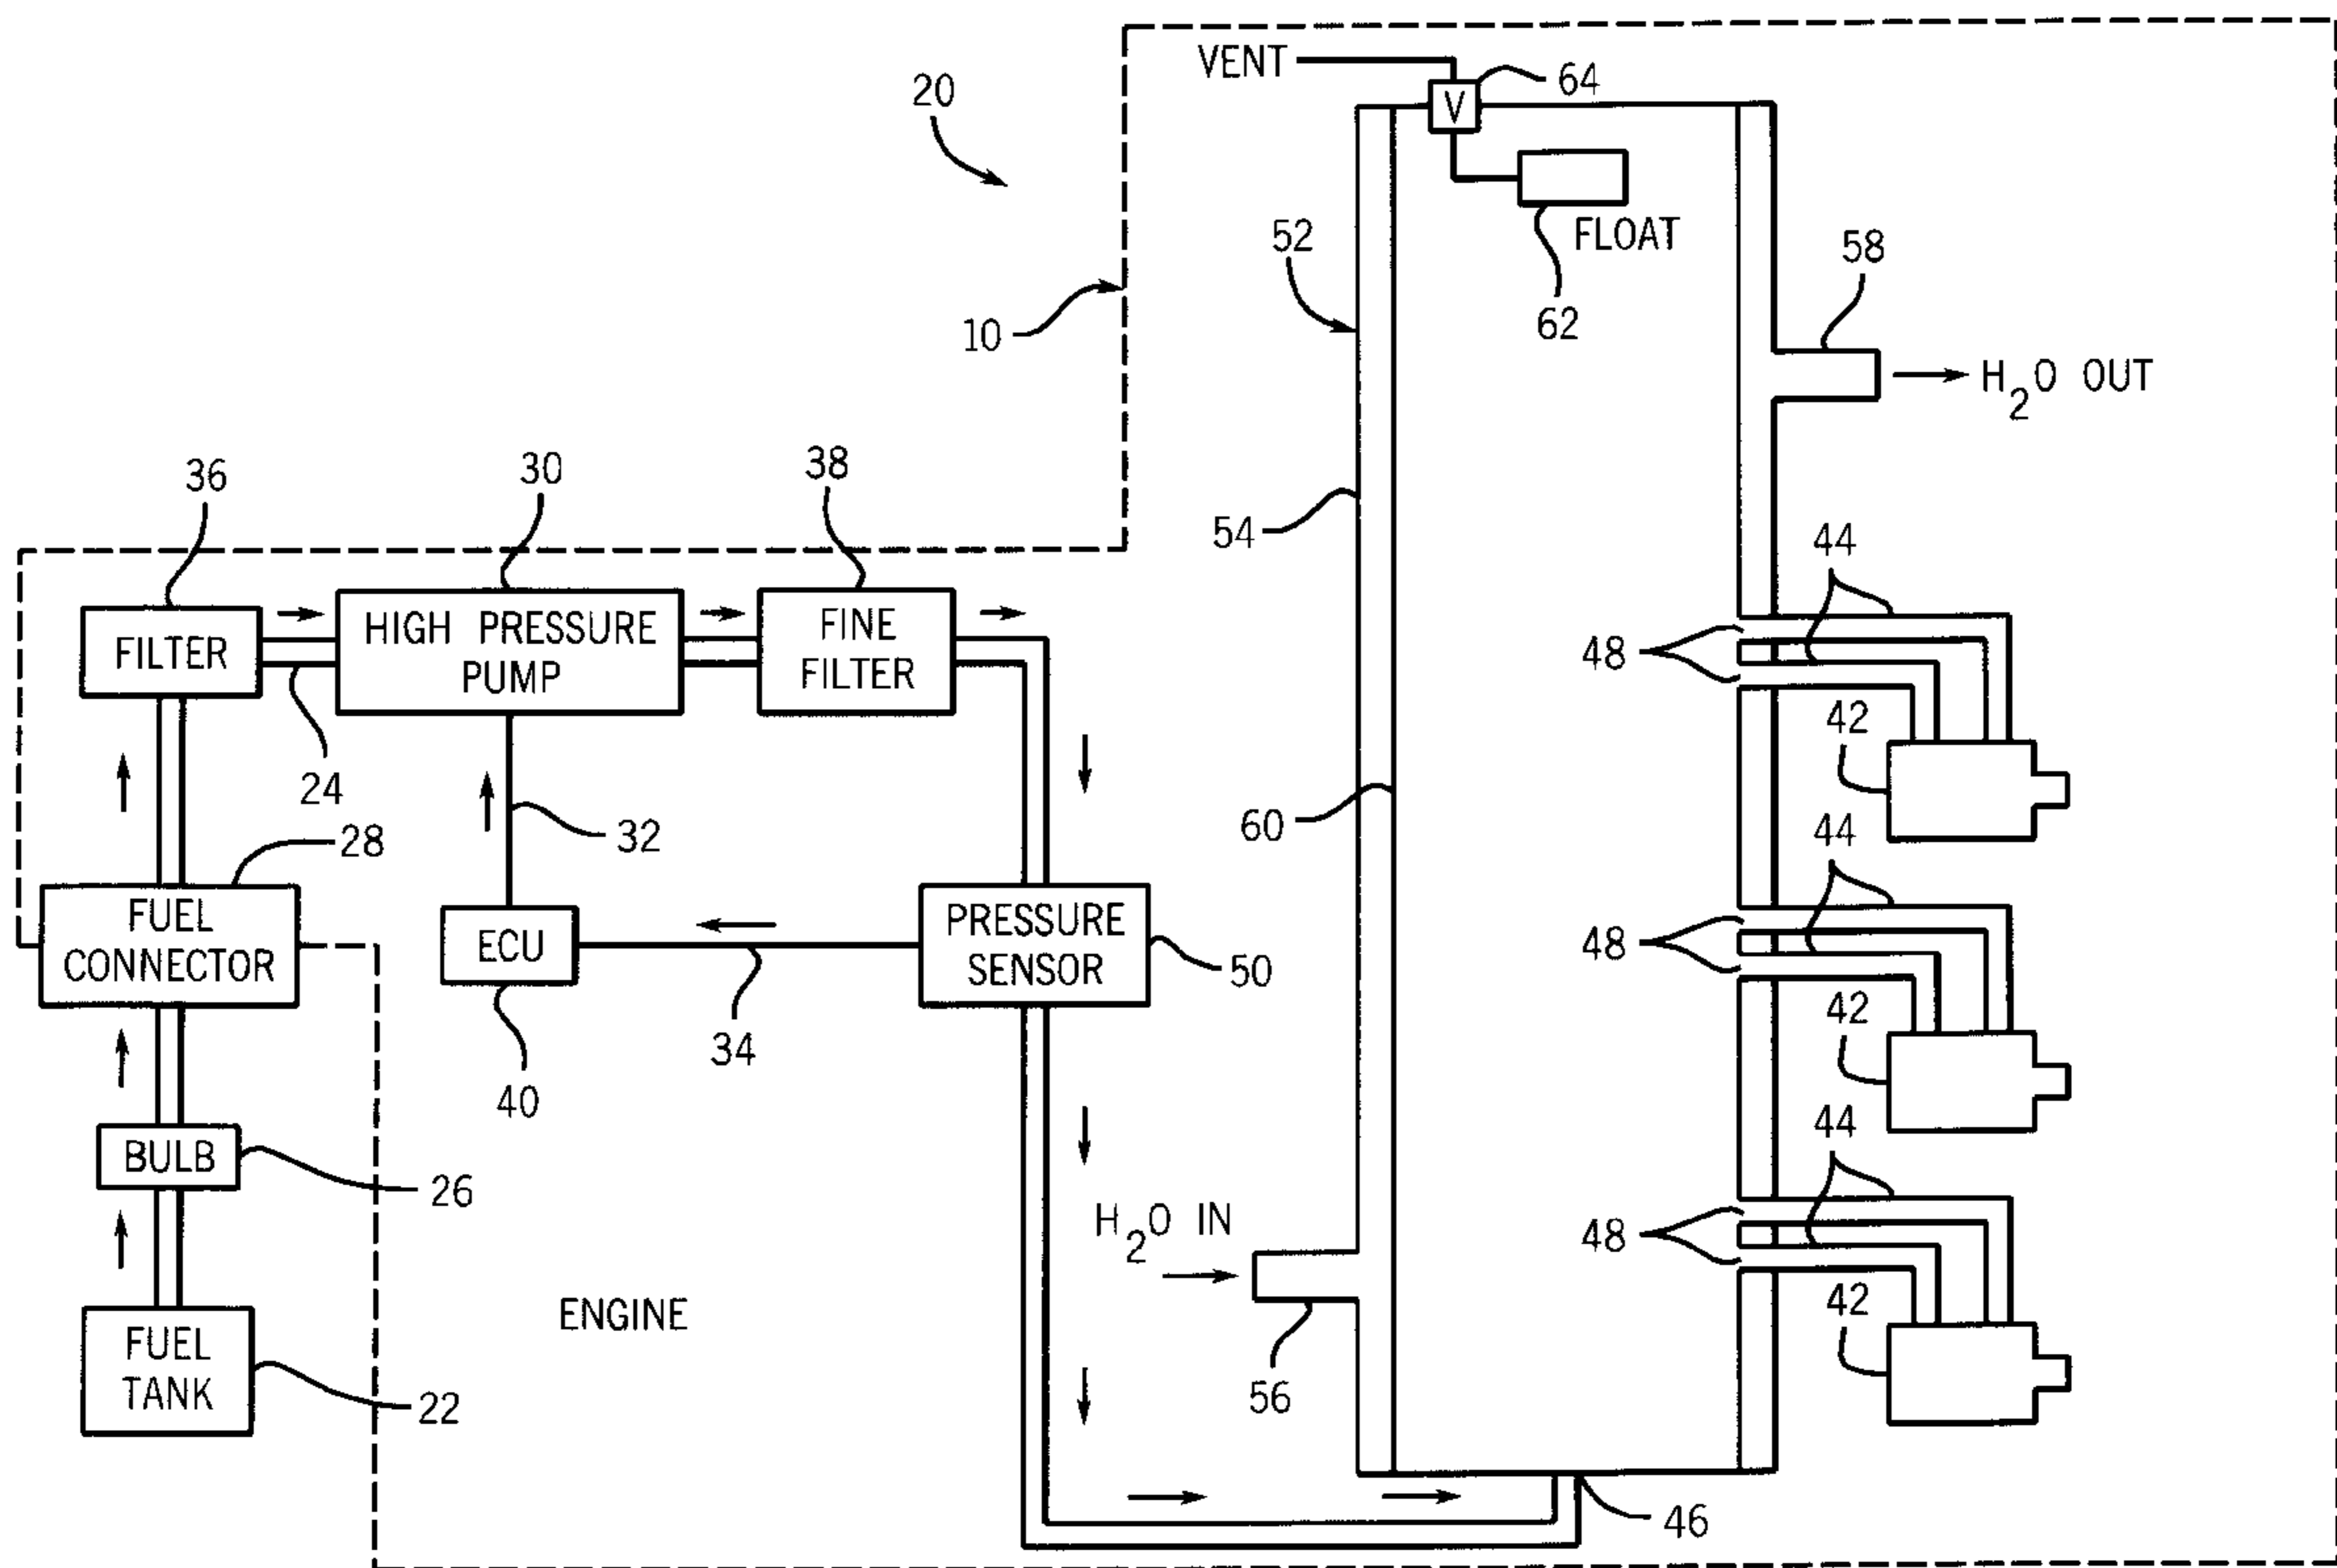 VENT
64
V
20
52
FLOAT
58
10
62
H2O OUT
36
30
38
54
44
FILTER
HIGH PRESSURE
PUMP
FINE
FILTER
48
42
24
32
60
44
28
FUEL
CONNECTOR
ECU
PRESSURE
SENSOR
50
48
34
42
40
44
BULB
26
H2O IN
48
ENGINE
42
FUEL
TANK
22
56
46